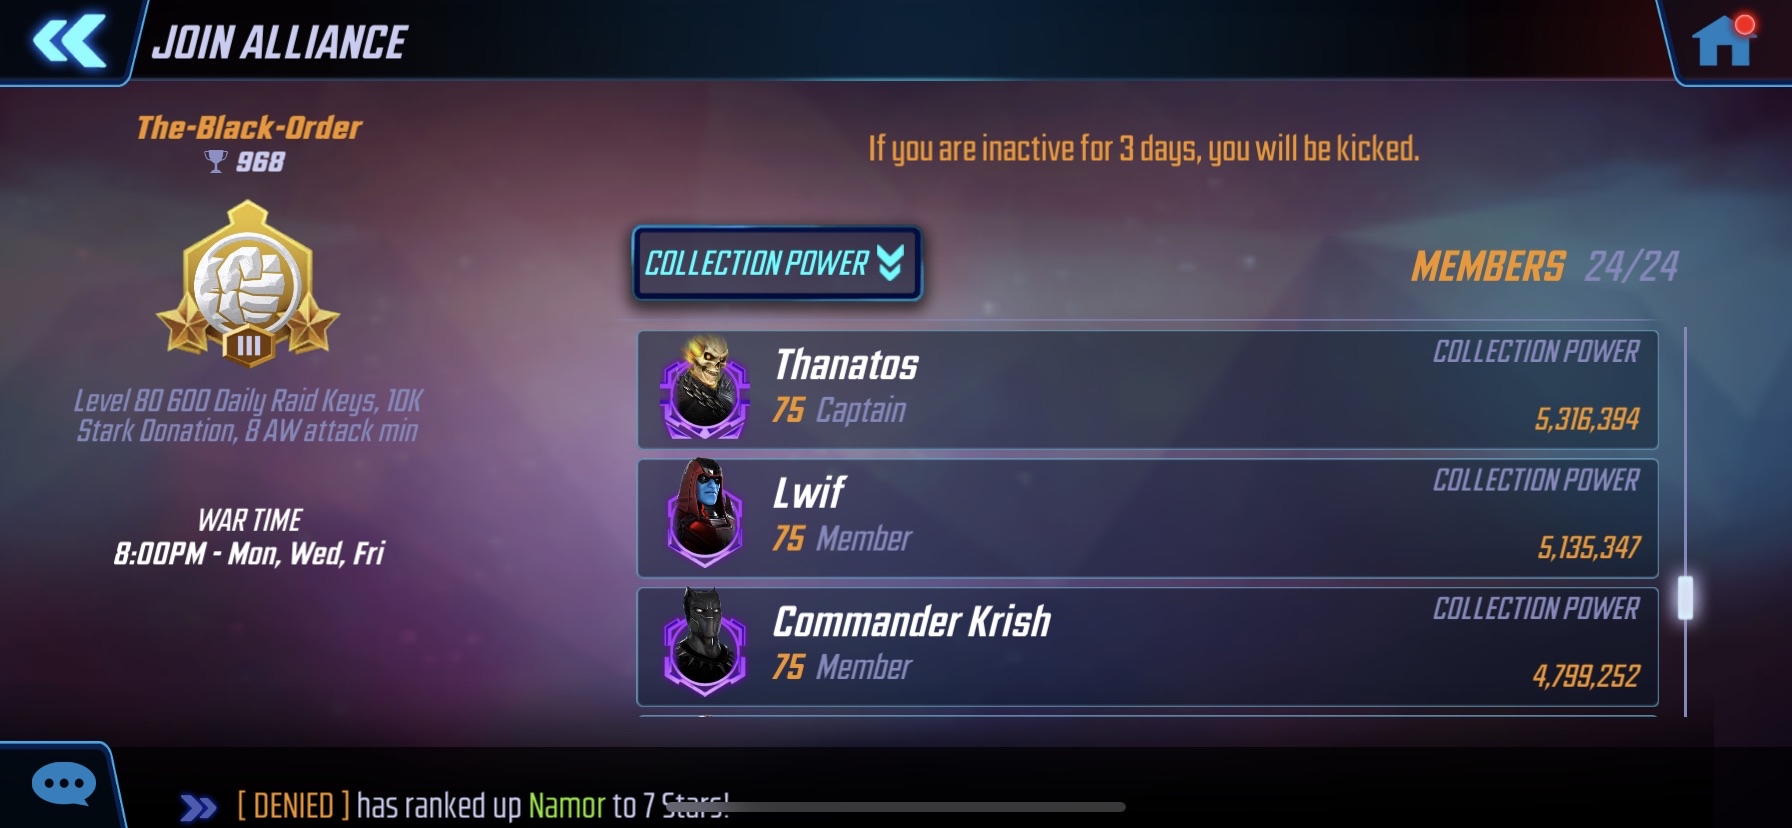 JOIN ALLIANCE
The-Black-Order
968
III
Level 80 600 Daily Raid Keys, 10K
Stark Donation, 8 AW attack min
WAR TIME
8:00PM - Mon, Wed, Fri
If you are inactive for 3 days, you will be kicked.
COLLECTION POWER
MEMBERS 24/24
Thanatos
75 Captain
COLLECTION POWER
5,316,394
Lwif
75 Member
COLLECTION POWER
5,135,347
Commander Krish
75 Member
COLLECTION POWER
4,799,252
[ DENIED ] has ranked up Namor to 7 Stars!